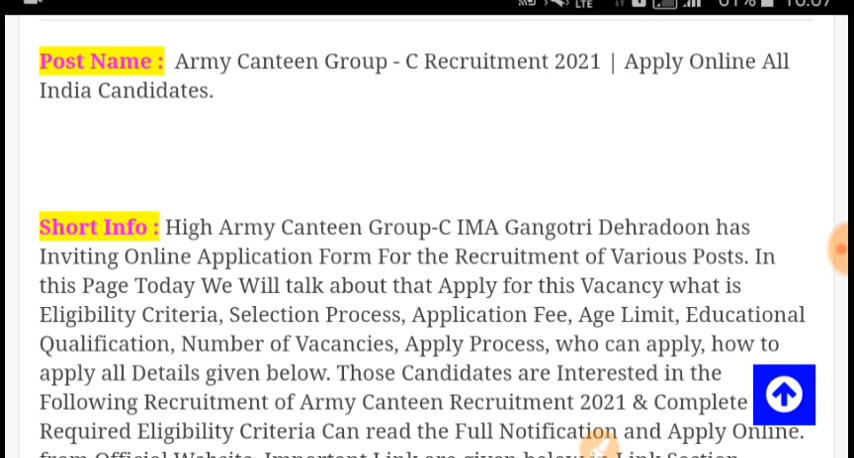 LTE
Post Name : Army Canteen Group - C Recruitment 2021 | Apply Online All
India Candidates.
Short Info : High Army Canteen Group-C IMA Gangotri Dehradoon has
Inviting Online Application Form For the Recruitment of Various Posts. In
this Page Today We Will talk about that Apply for this Vacancy what is
Eligibility Criteria, Selection Process, Application Fee, Age Limit, Educational
Qualification, Number of Vacancies, Apply Process, who can apply, how to
apply all Details given below. Those Candidates are Interested in the
Following Recruitment of Army Canteen Recruitment 2021 & Complete
Required Eligibility Criteria Can read the Full Notification and Apply Online.